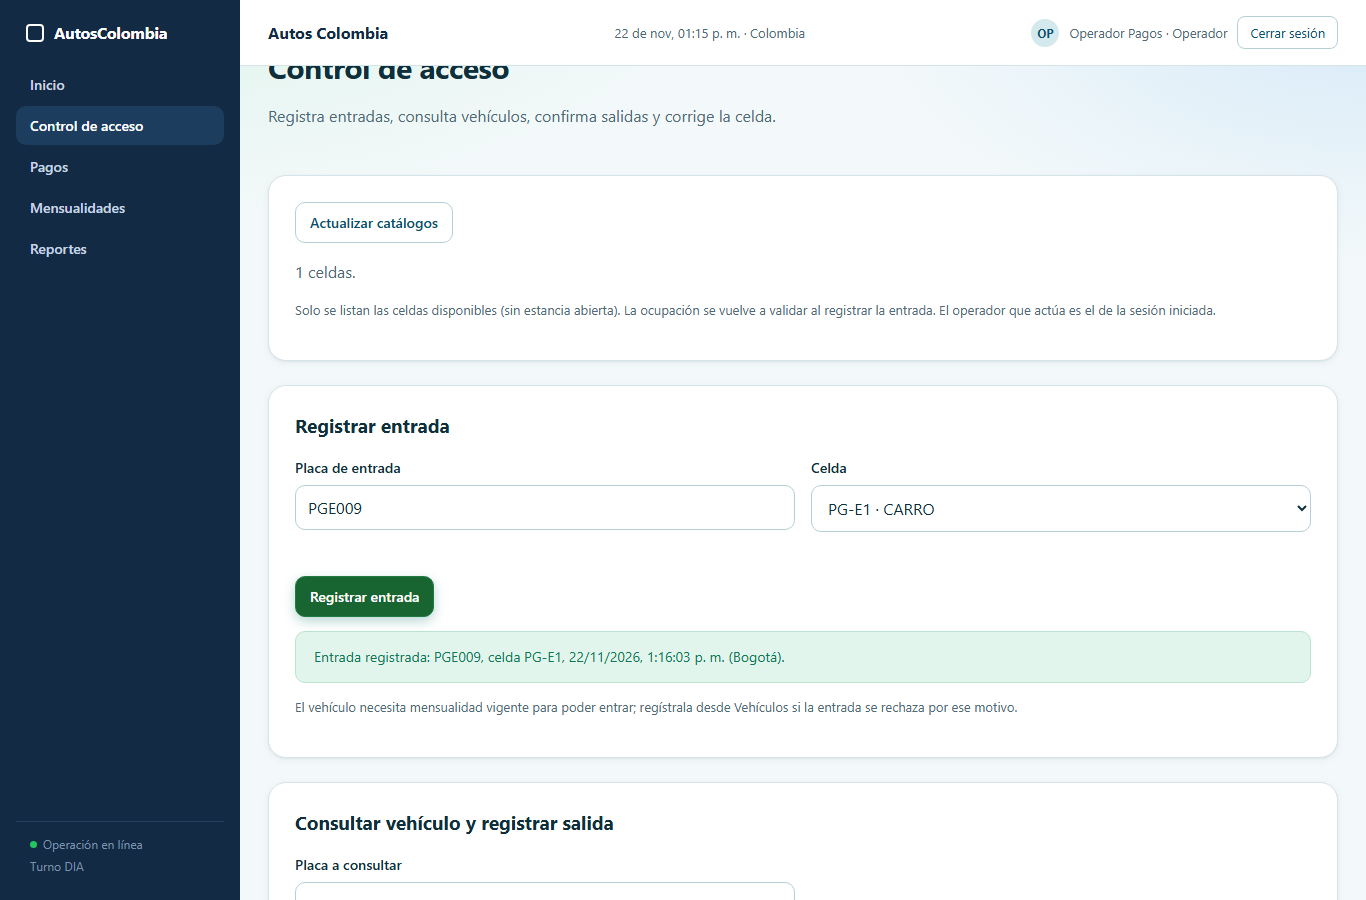 AutosColombia
Inicio
Control de acceso
Pagos
Mensualidades
Reportes
Operación en línea
Turno DIA
Autos Colombia
22 de nov, 01:15 p. m. · Colombia
OP
Operador Pagos · Operador
Cerrar sesión
Control de acceso
Registra entradas, consulta vehículos, confirma salidas y corrige la celda.
Actualizar catálogos
1 celdas.
Solo se listan las celdas disponibles (sin estancia abierta). La ocupación se vuelve a validar al registrar la entrada. El operador que actúa es el de la sesión iniciada.
Registrar entrada
Placa de entrada
Celda
PGE009
PG-E1 · CARRO
Registrar entrada
Entrada registrada: PGE009, celda PG-E1, 22/11/2026, 1:16:03 p. m. (Bogotá).
El vehículo necesita mensualidad vigente para poder entrar; regístrala desde Vehículos si la entrada se rechaza por ese motivo.
Consultar vehículo y registrar salida
Placa a consultar